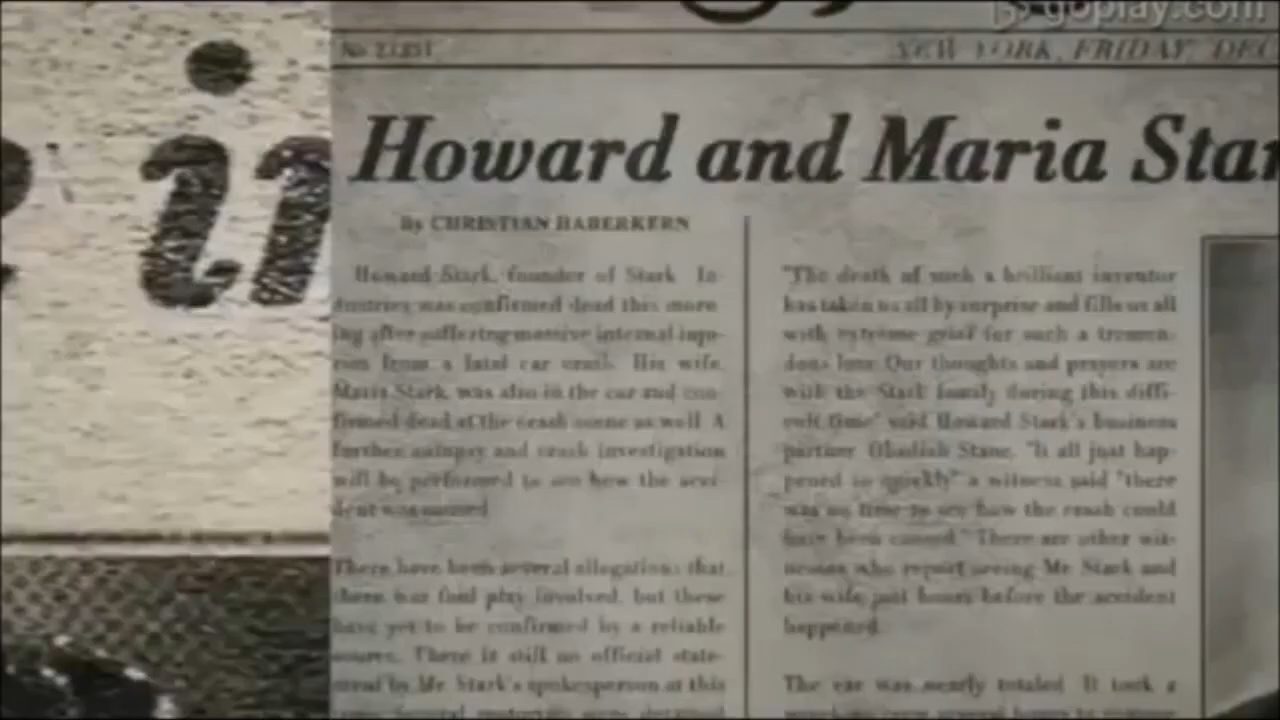 goplay.com
NEW YORK, FRIDAY, DEC
in
Howard and Maria Star
By CHRISTIAN HABERKERN
Howard Stark, founder of Stark In-
dustries was confirmed dead this morn-
ing after suffering massive internal inju-
ries from a fatal car crash. His wife,
Maria Stark, was also in the car and con-
firmed dead at the crash scene as well. A
further autopsy and crash investigation
will be performed to see how the acci-
dent was caused.
There have been several allegations that
there was foul play involved, but these
have yet to be confirmed by a reliable
source. There is still no official state-
ment by Mr. Stark's spokesperson at this
"The death of such a brilliant inventor
has taken us all by surprise and fills us all
with extreme grief for such a tremen-
dous loss. Our thoughts and prayers are
with the Stark family during this diffi-
cult time" said Howard Stark's business
partner Obadiah Stane. "It all just hap-
pened so quickly" a witness said "there
was no time to see how the crash could
have been caused." There are other wit-
nesses who report seeing Mr. Stark and
his wife just hours before the accident
happened.
The car was nearly totaled. It took a